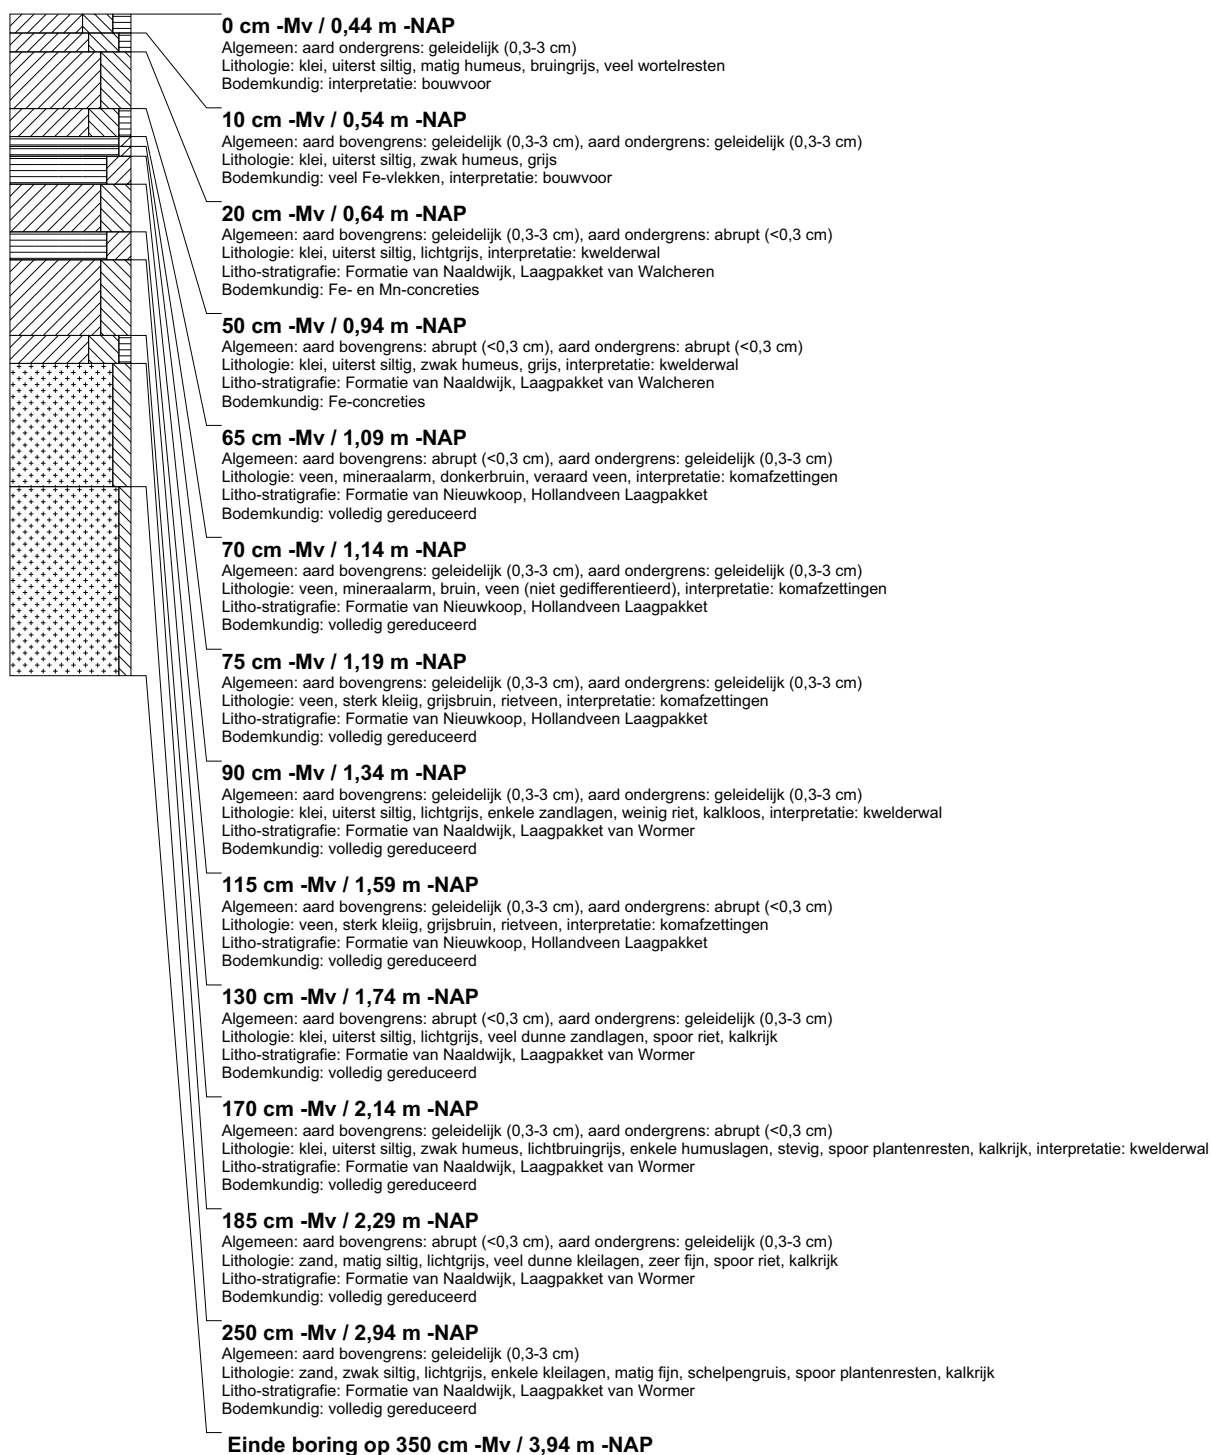 0 cm -Mv / 0,44 m -NAP
Algemeen: aard ondergrens: geleidelijk (0,3-3 cm)
Lithologie: klei, uiterst siltig, matig humeus, bruingrijs, veel wortelresten
Bodemkundig: interpretatie: bouwvoor
10 cm -Mv / 0,54 m -NAP
Algemeen: aard bovengrens: geleidelijk (0,3-3 cm), aard ondergrens: geleidelijk (0,3-3 cm)
Lithologie: klei, uiterst siltig, zwak humeus, grijs
Bodemkundig: veel Fe-vlekken, interpretatie: bouwvoor
20 cm -Mv / 0,64 m -NAP
Algemeen: aard bovengrens: geleidelijk (0,3-3 cm), aard ondergrens: abrupt (<0,3 cm)
Lithologie: klei, uiterst siltig, lichtgrijs, interpretatie: kwelderwal
Litho-stratigrafie: Formatie van Naaldwijk, Laagpakket van Walcheren
Bodemkundig: Fe- en Mn-concreties
50 cm -Mv / 0,94 m -NAP
Algemeen: aard bovengrens: abrupt (<0,3 cm), aard ondergrens: abrupt (<0,3 cm)
Lithologie: klei, uiterst siltig, zwak humeus, grijs, interpretatie: kwelderwal
Litho-stratigrafie: Formatie van Naaldwijk, Laagpakket van Walcheren
Bodemkundig: Fe-concreties
65 cm -Mv / 1,09 m -NAP
Algemeen: aard bovengrens: abrupt (<0,3 cm), aard ondergrens: geleidelijk (0,3-3 cm)
Lithologie: veen, mineraalarm, donkerbruin, veraard veen, interpretatie: komafzettingen
Litho-stratigrafie: Formatie van Nieuwkoop, Hollandveen Laagpakket
Bodemkundig: volledig gereduceerd
70 cm -Mv / 1,14 m -NAP
Algemeen: aard bovengrens: geleidelijk (0,3-3 cm), aard ondergrens: geleidelijk (0,3-3 cm)
Lithologie: veen, mineraalarm, bruin, veen (niet gedifferentieerd), interpretatie: komafzettingen
Litho-stratigrafie: Formatie van Nieuwkoop, Hollandveen Laagpakket
Bodemkundig: volledig gereduceerd
75 cm -Mv / 1,19 m -NAP
Algemeen: aard bovengrens: geleidelijk (0,3-3 cm), aard ondergrens: geleidelijk (0,3-3 cm)
Lithologie: veen, sterk kleiig, grijsbruin, rietveen, interpretatie: komafzettingen
Litho-stratigrafie: Formatie van Nieuwkoop, Hollandveen Laagpakket
Bodemkundig: volledig gereduceerd
90 cm -Mv / 1,34 m -NAP
Algemeen: aard bovengrens: geleidelijk (0,3-3 cm), aard ondergrens: geleidelijk (0,3-3 cm)
Lithologie: klei, uiterst siltig, lichtgrijs, enkele zandlagen, weinig riet, kalkloos, interpretatie: kwelderwal
Litho-stratigrafie: Formatie van Naaldwijk, Laagpakket van Wormer
Bodemkundig: volledig gereduceerd
115 cm -Mv / 1,59 m -NAP
Algemeen: aard bovengrens: geleidelijk (0,3-3 cm), aard ondergrens: abrupt (<0,3 cm)
Lithologie: veen, sterk kleiig, grijsbruin, rietveen, interpretatie: komafzettingen
Litho-stratigrafie: Formatie van Nieuwkoop, Hollandveen Laagpakket
Bodemkundig: volledig gereduceerd
130 cm -Mv / 1,74 m -NAP
Algemeen: aard bovengrens: abrupt (<0,3 cm), aard ondergrens: geleidelijk (0,3-3 cm)
Lithologie: klei, uiterst siltig, lichtgrijs, veel dunne zandlagen, spoor riet, kalkrijk
Litho-stratigrafie: Formatie van Naaldwijk, Laagpakket van Wormer
Bodemkundig: volledig gereduceerd
170 cm -Mv / 2,14 m -NAP
Algemeen: aard bovengrens: geleidelijk (0,3-3 cm), aard ondergrens: abrupt (<0,3 cm)
Lithologie: klei, uiterst siltig, zwak humeus, lichtbruingrijs, enkele humuslagen, stevig, spoor plantenresten, kalkrijk, interpretatie: kwelderwal
Litho-stratigrafie: Formatie van Naaldwijk, Laagpakket van Wormer
Bodemkundig: volledig gereduceerd
185 cm -Mv / 2,29 m -NAP
Algemeen: aard bovengrens: abrupt (<0,3 cm), aard ondergrens: geleidelijk (0,3-3 cm)
Lithologie: zand, matig siltig, lichtgrijs, veel dunne kleilagen, zeer fijn, spoor riet, kalkrijk
Litho-stratigrafie: Formatie van Naaldwijk, Laagpakket van Wormer
Bodemkundig: volledig gereduceerd
250 cm -Mv / 2,94 m -NAP
Algemeen: aard bovengrens: geleidelijk (0,3-3 cm)
Lithologie: zand, zwak siltig, lichtgrijs, enkele kleilagen, matig fijn, schelpengruis, spoor plantenresten, kalkrijk
Litho-stratigrafie: Formatie van Naaldwijk, Laagpakket van Wormer
Bodemkundig: volledig gereduceerd
Einde boring op 350 cm -Mv / 3,94 m -NAP